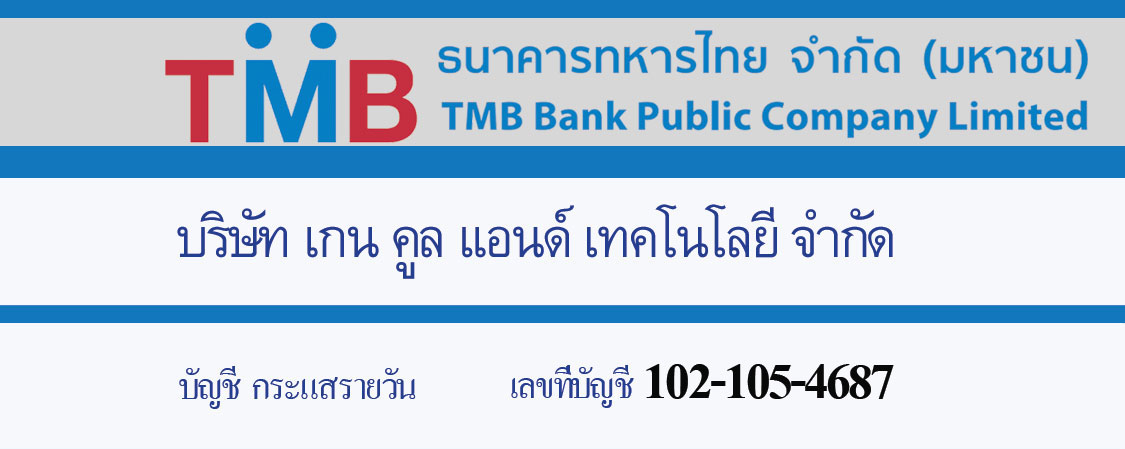 TMB ธนาคารทหารไทย จำกัด (มหาชน)
TMB Bank Public Company Limited
บริษัท เกน คูล แอนด์ เทคโนโลยี จำกัด
บัญชี กระแสรายวัน เลขที่บัญชี 102-105-4687